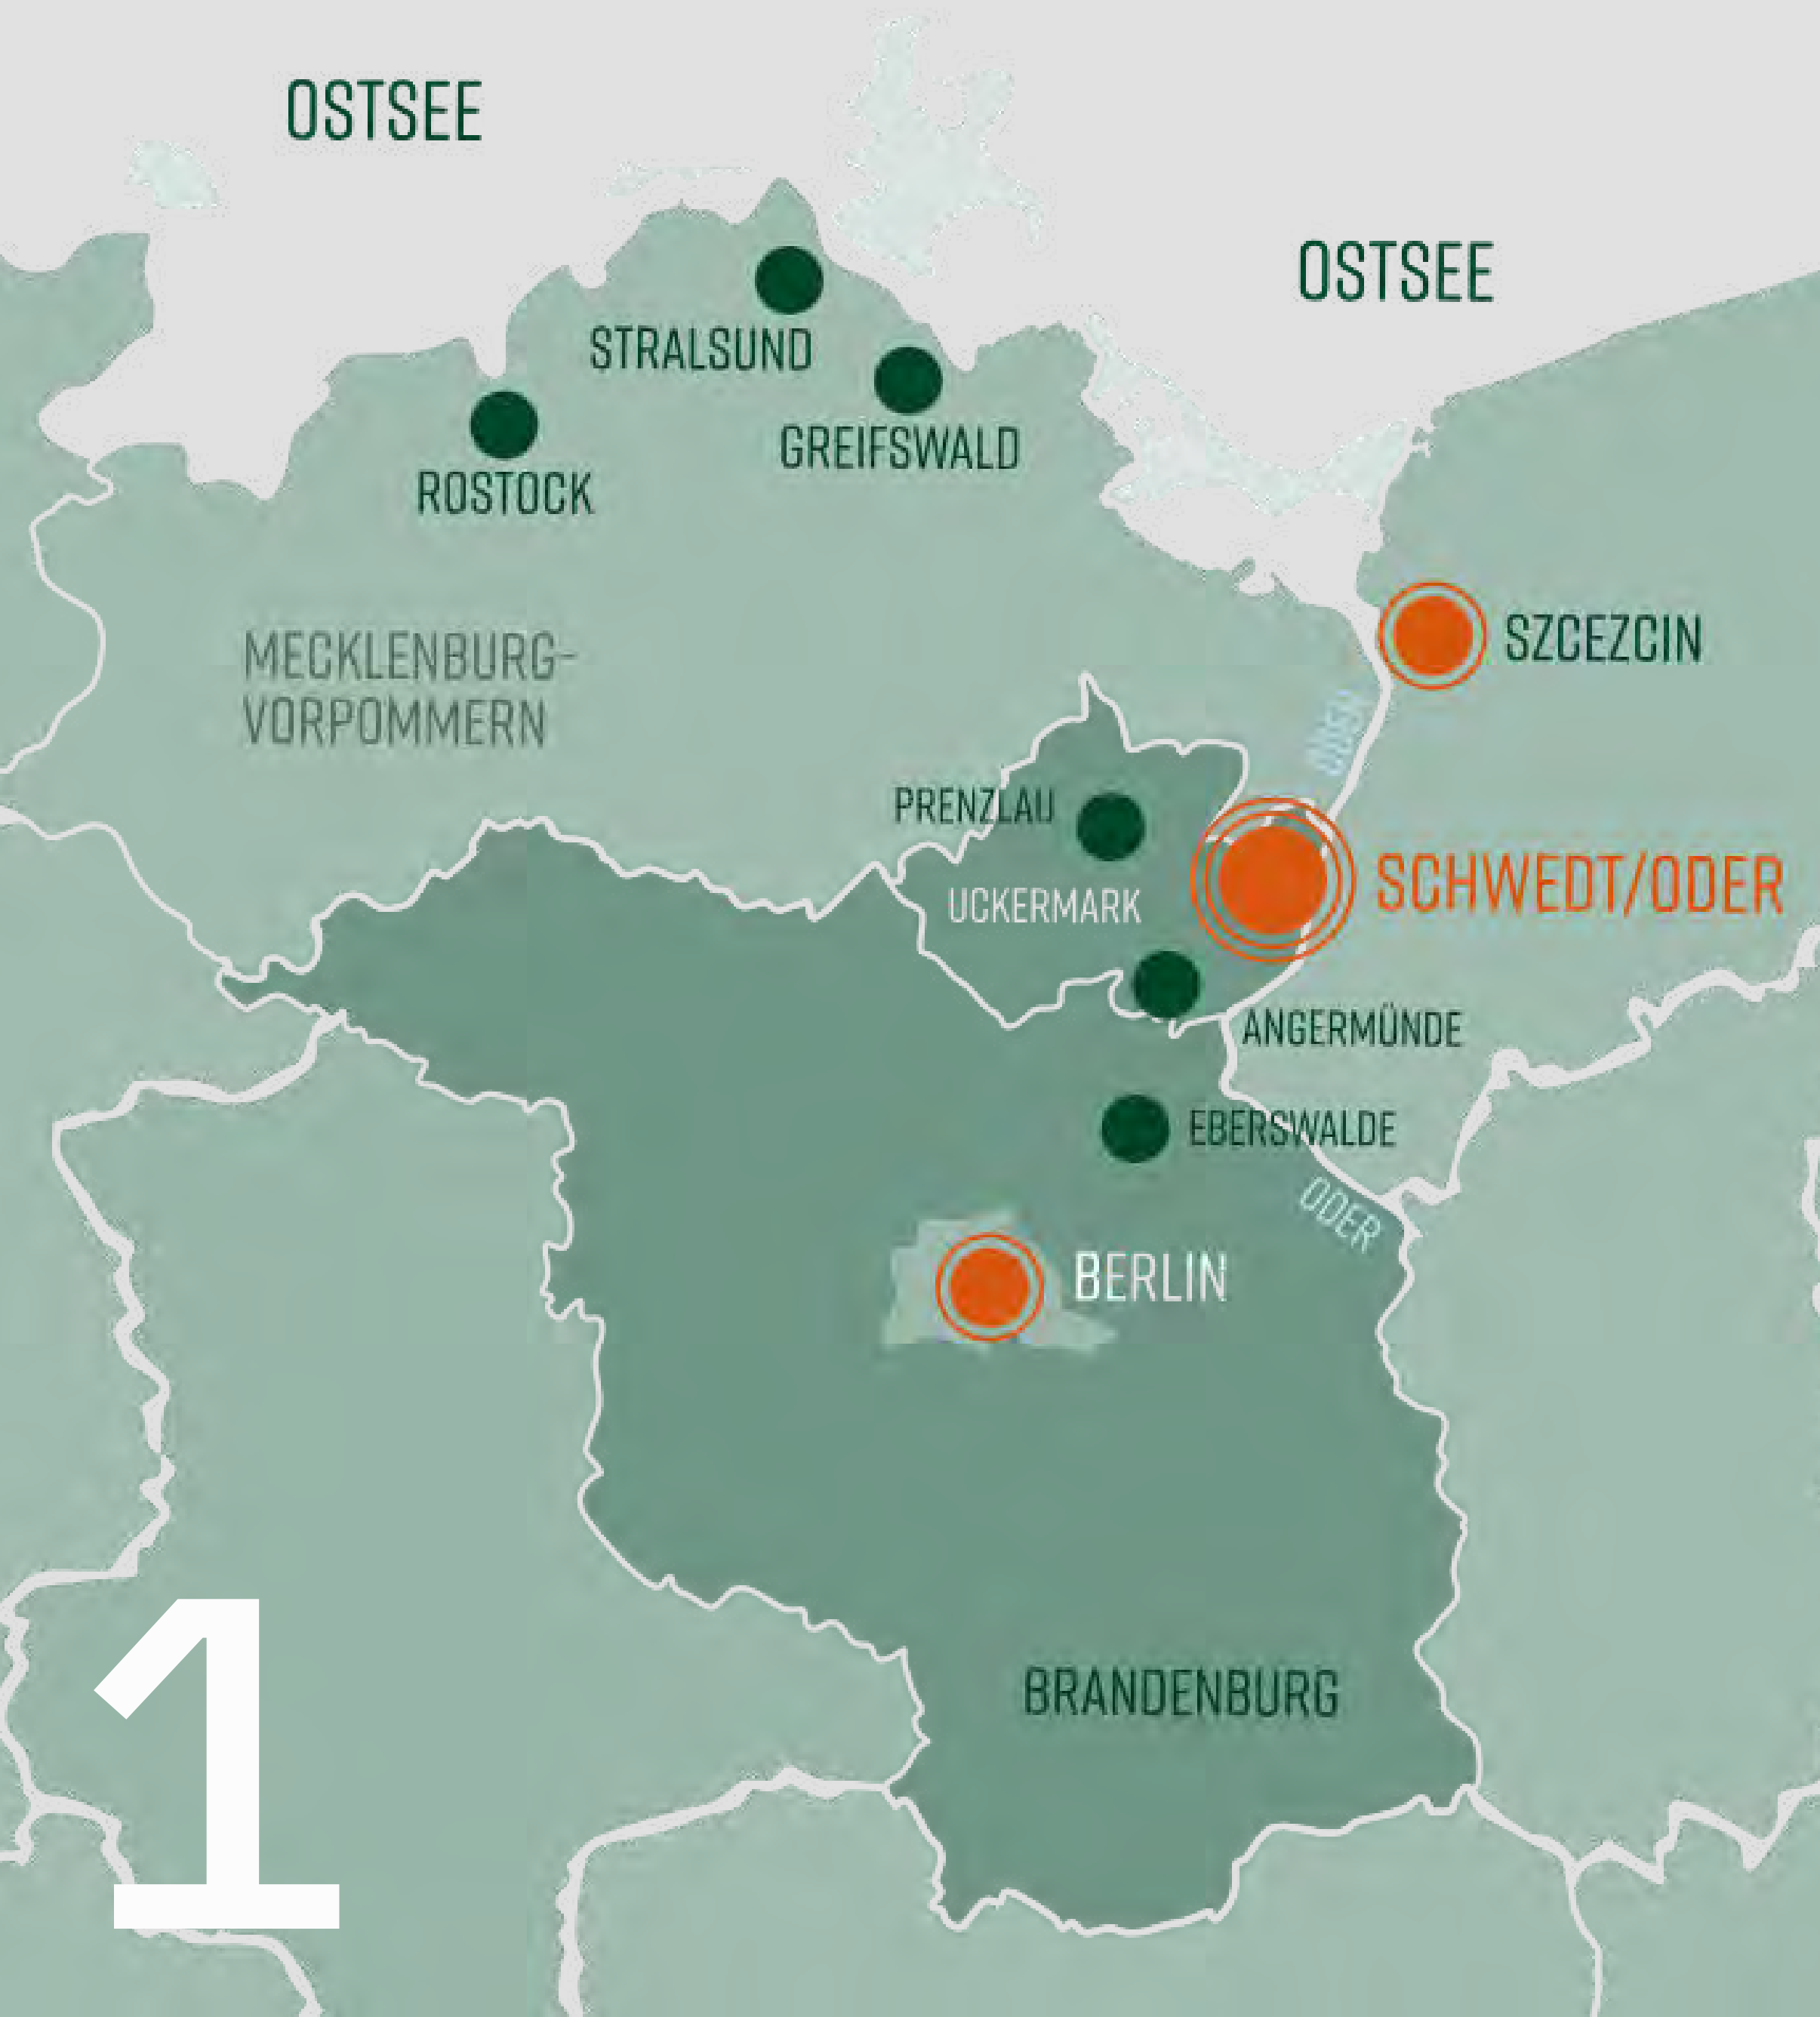 OSTSEE
OSTSEE
STRALSUND
GREIFSWALD
ROSTOCK
SZCEZCIN
MECKLENBURG-
VORPOMMERN
ODER
PRENZLAU
SCHWEDT/ODER
UCKERMARK
ANGERMÜNDE
EBERSWALDE
ODER
BERLIN
BRANDENBURG
1